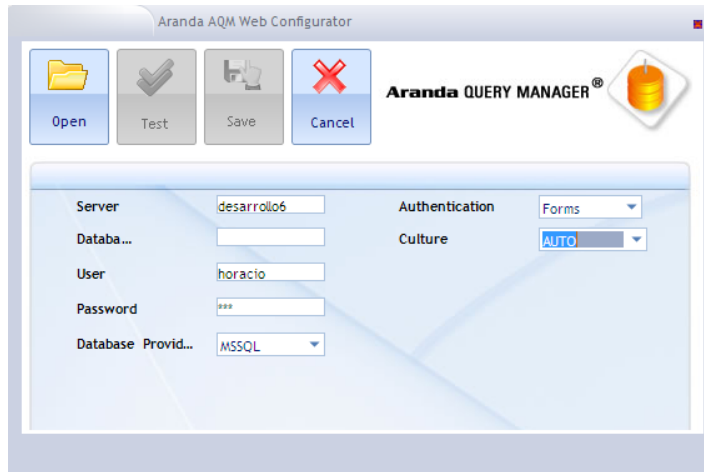 Aranda AQM Web Configurator
Open
Test
Save
Cancel
Aranda QUERY MANAGER®
Server
desarrollo6
Authentication
Forms
Databa...
Culture
AUTO
User
horacio
Password
***
Database Provid...
MSSQL